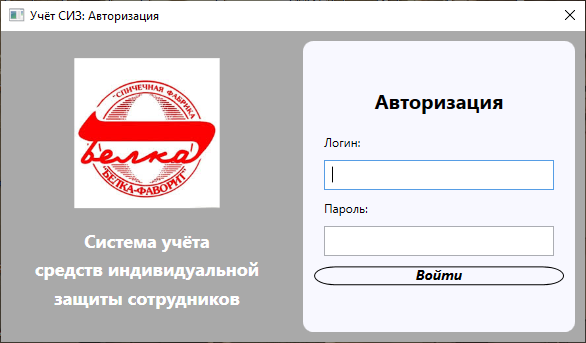 Учёт СИЗ: Авторизация
"СПИЧЕЧНАЯ ФАБРИКА
белка
"БЕЛКА-ФАВОРИТ"
Система учёта
средств индивидуальной
защиты сотрудников
Авторизация
Логин:
Пароль:
Войти